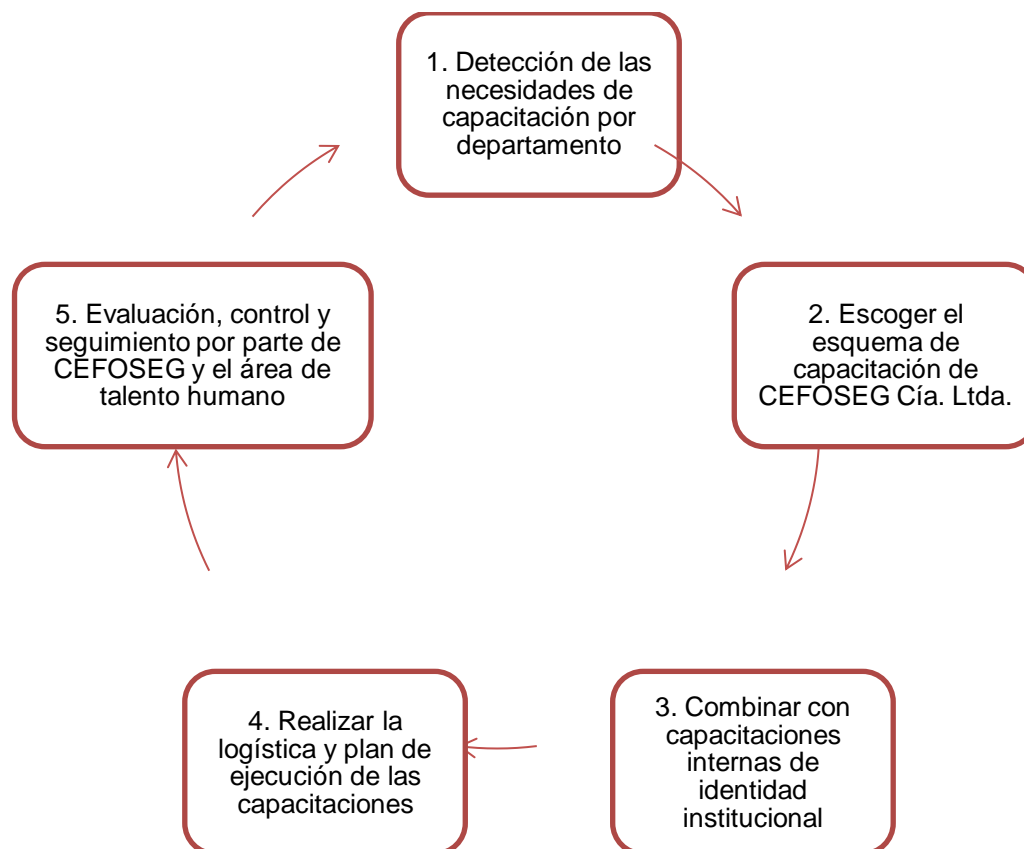 1. Detección de las
necesidades de
capacitación por
departamento
2. Escoger el
esquema de
capacitación de
CEFOSEG Cía. Ltda.
3. Combinar con
capacitaciones
internas de
identidad
institucional
4. Realizar la
logística y plan de
ejecución de las
capacitaciones
5. Evaluación, control y
seguimiento por parte de
CEFOSEG y el área de
talento humano